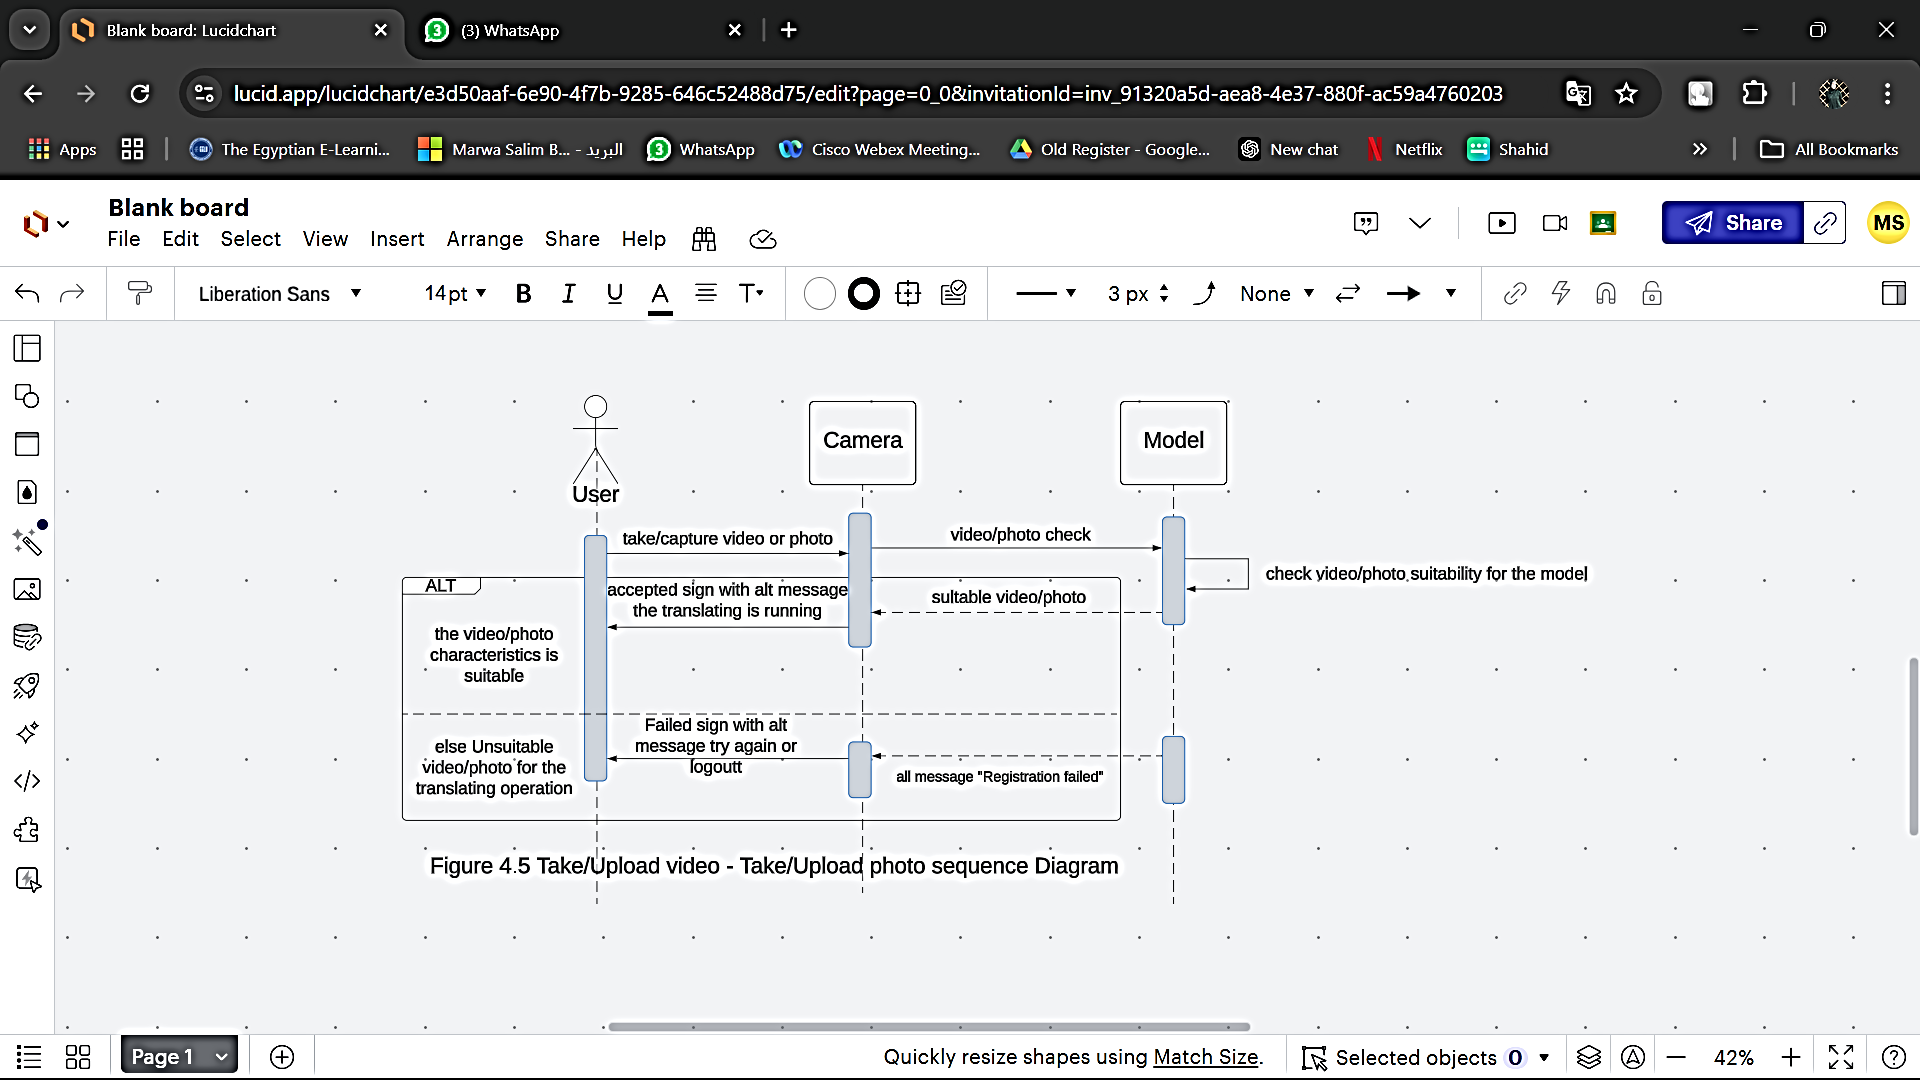 Blank board: Lucidchart
3 (3) WhatsApp
lucid.app/lucidchart/e3d50aaf-6e90-4f7b-9285-646c52488d75/edit?page=0_0&invitationId=inv_91320a5d-aea8-4e37-880f-ac59a4760203
Apps
The Egyptian E-Learni...
Marwa Salim B... - البريد
3 WhatsApp
Cisco Webex Meeting...
Old Register - Google...
New chat
Netflix
Shahid
All Bookmarks
Blank board
File Edit Select View Insert Arrange Share Help
Share
MS
Liberation Sans 14pt B I U A T 3 px None
User
Camera
Model
take/capture video or photo
video/photo check
check video/photo suitability for the model
ALT
accepted sign with alt message
the translating is running
sultable video/photo
the video/photo
characteristics is
suitable
Failed sign with alt
message try again or
logoutt
else Unsuitable
video/photo for the
translating operation
all message "Registration failed"
Figure 4.5 Take/Upload video - Take/Upload photo sequence Diagram
Page 1
Quickly resize shapes using Match Size.
Selected objects 0
42%